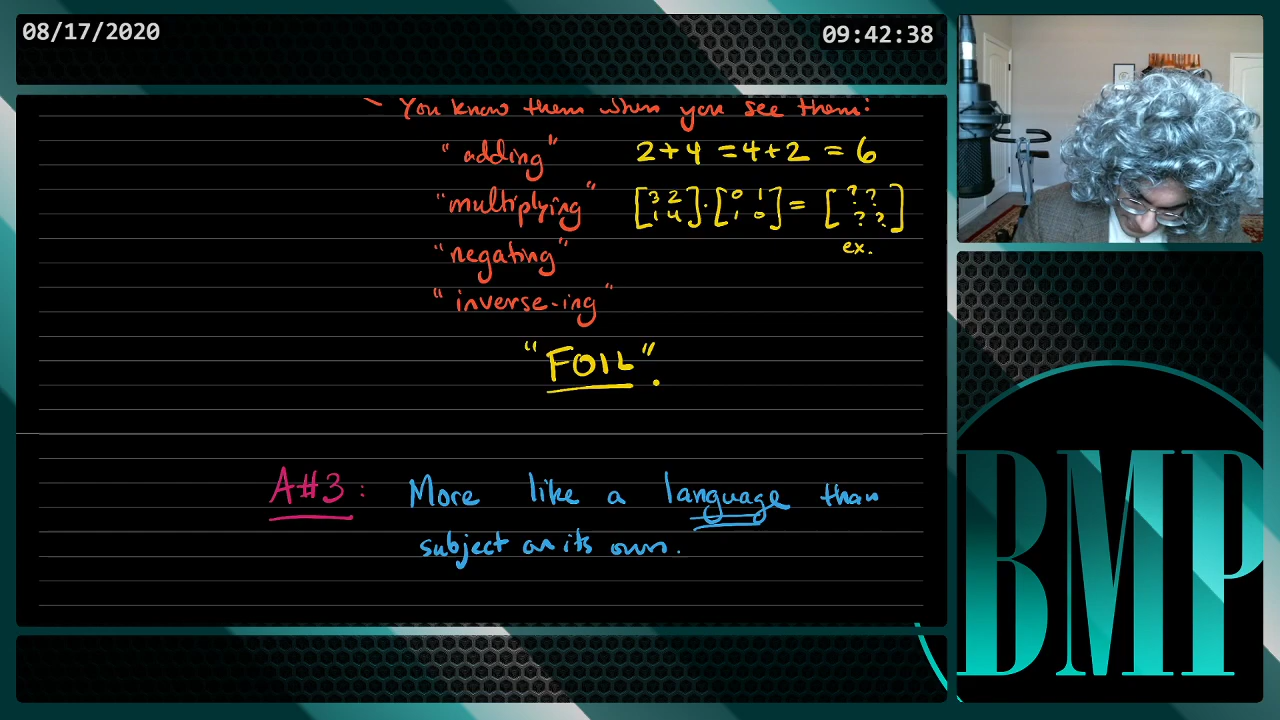 08/17/2020
09:42:38
You know them when you see them:
"adding" 2+4 =4+2 = 6
"multiplying" [3 2 1 4]·[0 1 1 0]= [? ? ? ?]
ex.
"negating"
"inverse-ing"
"FOIL".
A#3: More like a language than
subject on its own.
BMP